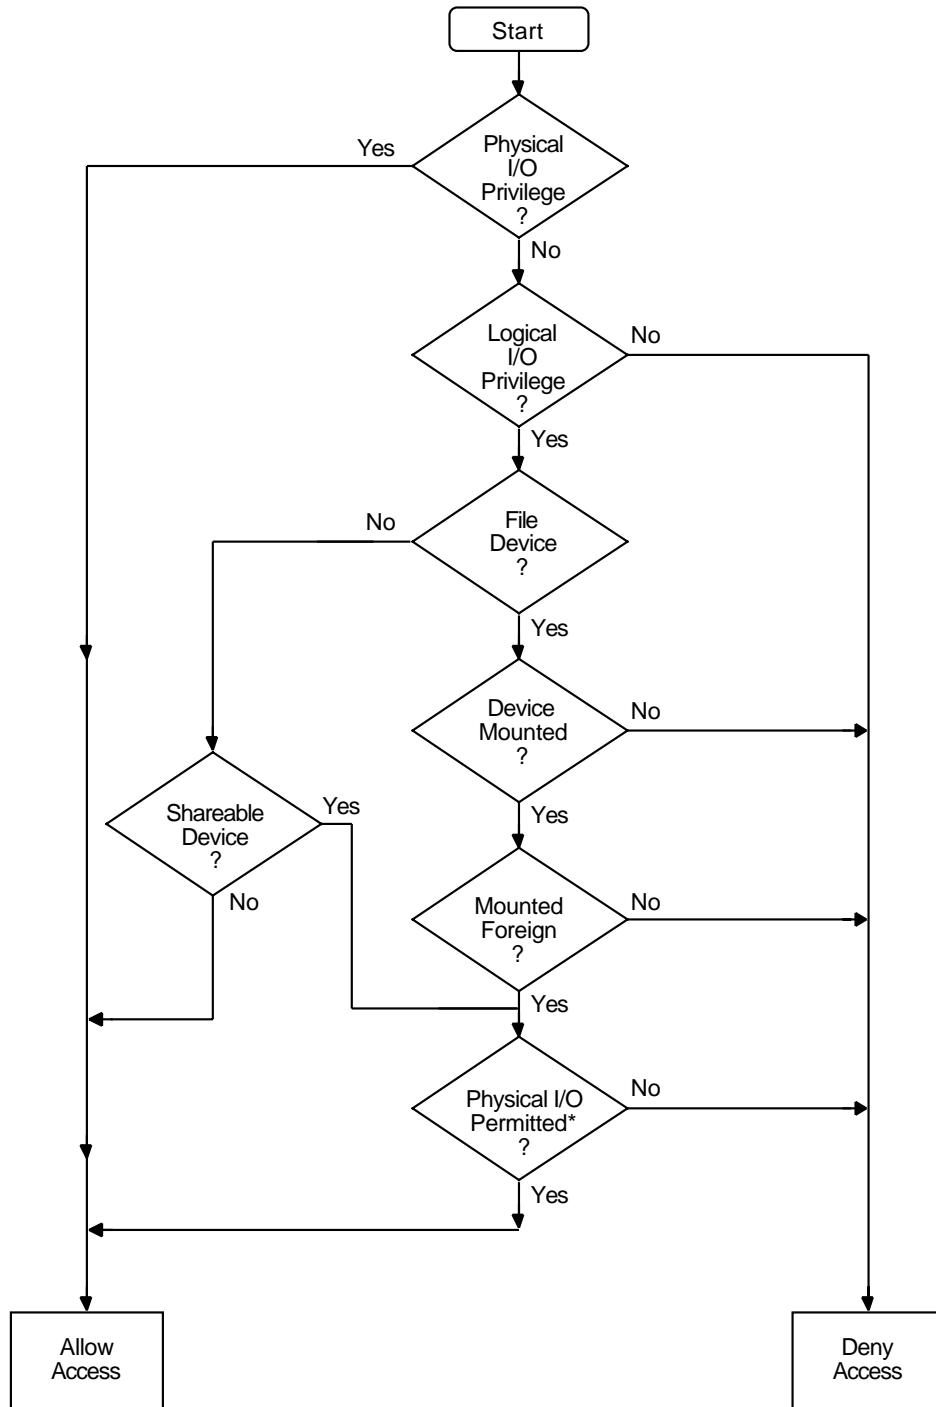 Start
Physical
I/O
Privilege
?
Yes
No
Logical
I/O
Privilege
?
No
Yes
File
Device
?
No
Yes
Device
Mounted
?
No
Yes
Shareable
Device
?
Yes
No
Mounted
Foreign
?
No
Yes
Physical I/O
Permitted*
?
No
Yes
Allow
Access
Deny
Access